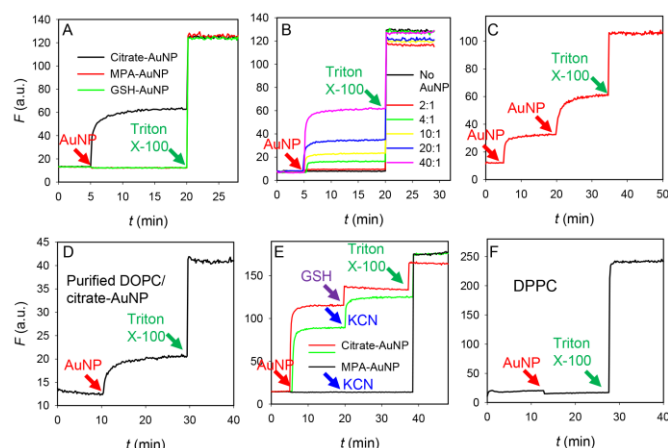 A
Citrate-AuNP
MPA-AuNP
GSH-AuNP
AuNP
Triton
X-100
F (a.u.)
140
120
100
80
60
40
20
0
0 5 10 15 20 25
t (min)
B
No
AuNP
2:1
4:1
10:1
20:1
40:1
Triton
X-100
AuNP
F (a.u.)
140
120
100
80
60
40
20
0
0 5 10 15 20 25 30 35
t (min)
C
Triton
X-100
AuNP
AuNP
F (a.u.)
100
80
60
40
20
0
0 10 20 30 40 50
t (min)
D
Purified DOPC/
citrate-AuNP
AuNP
Triton
X-100
F (a.u.)
45
40
35
30
25
20
15
10
0 10 20 30 40
t (min)
E
Triton
X-100
GSH
KCN
Citrate-AuNP
AuNP
MPA-AuNP
KCN
F (a.u.)
150
100
50
0
0 10 20 30 40
t (min)
F
DPPC
AuNP
Triton
X-100
F (a.u.)
250
200
150
100
50
0
0 10 20 30 40
t (min)